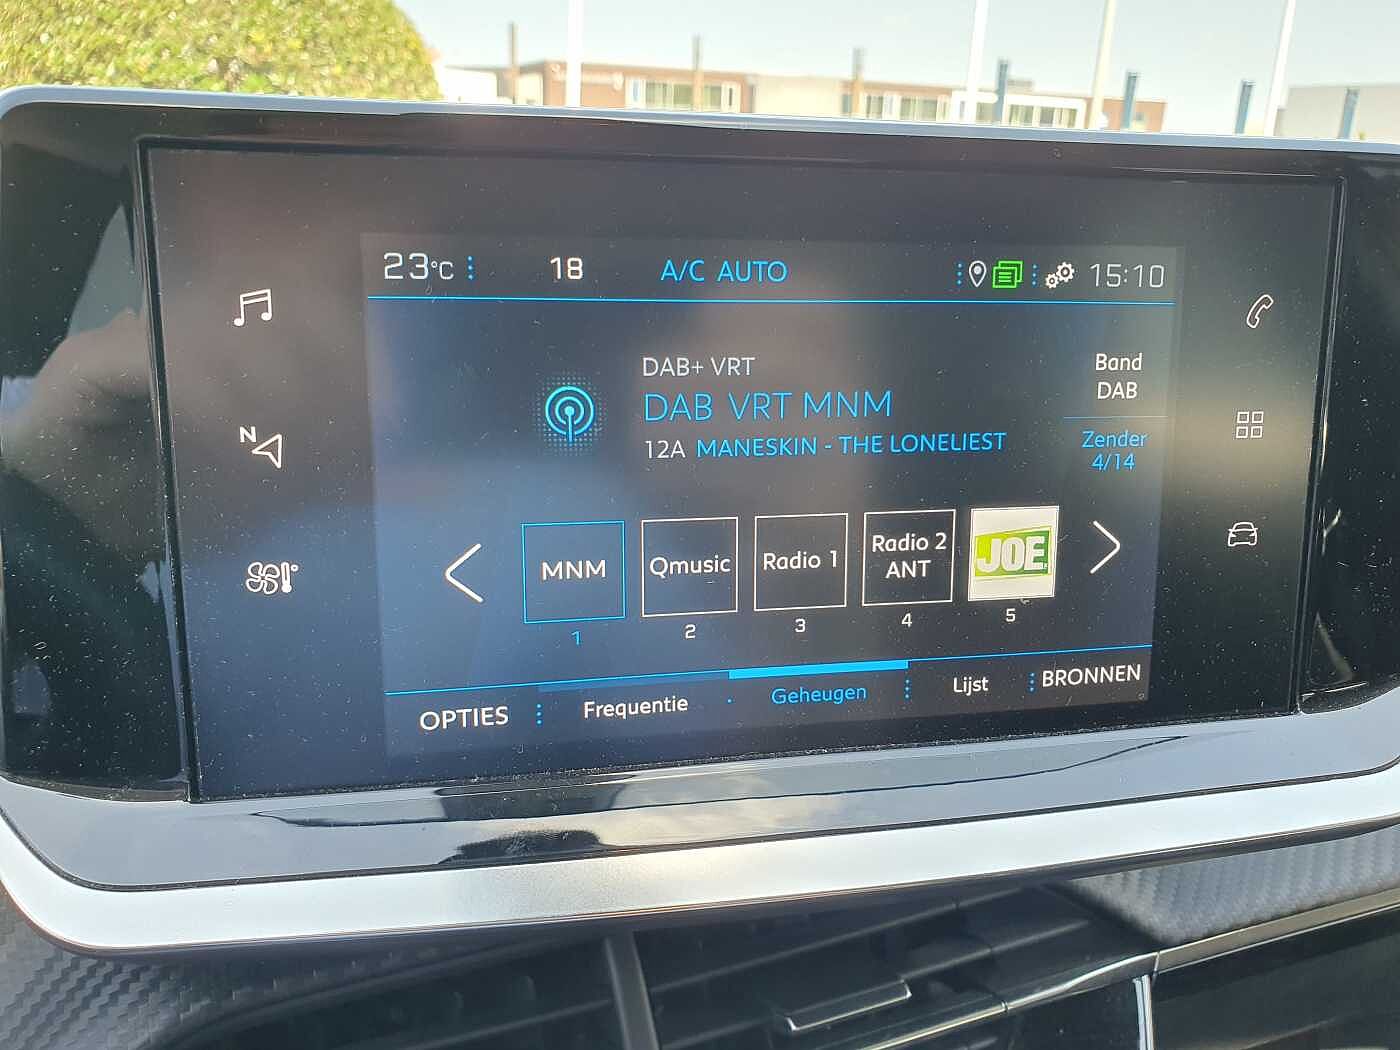 23°C 18 A/C AUTO 15:10
DAB+ VRT
DAB VRT MNM
12A MANESKIN - THE LONELIEST
Band
DAB
Zender
4/14
N
MNM
1
Qmusic
2
Radio 1
3
Radio 2
ANT
4
JOE
5
OPTIES Frequentie Geheugen Lijst BRONNEN